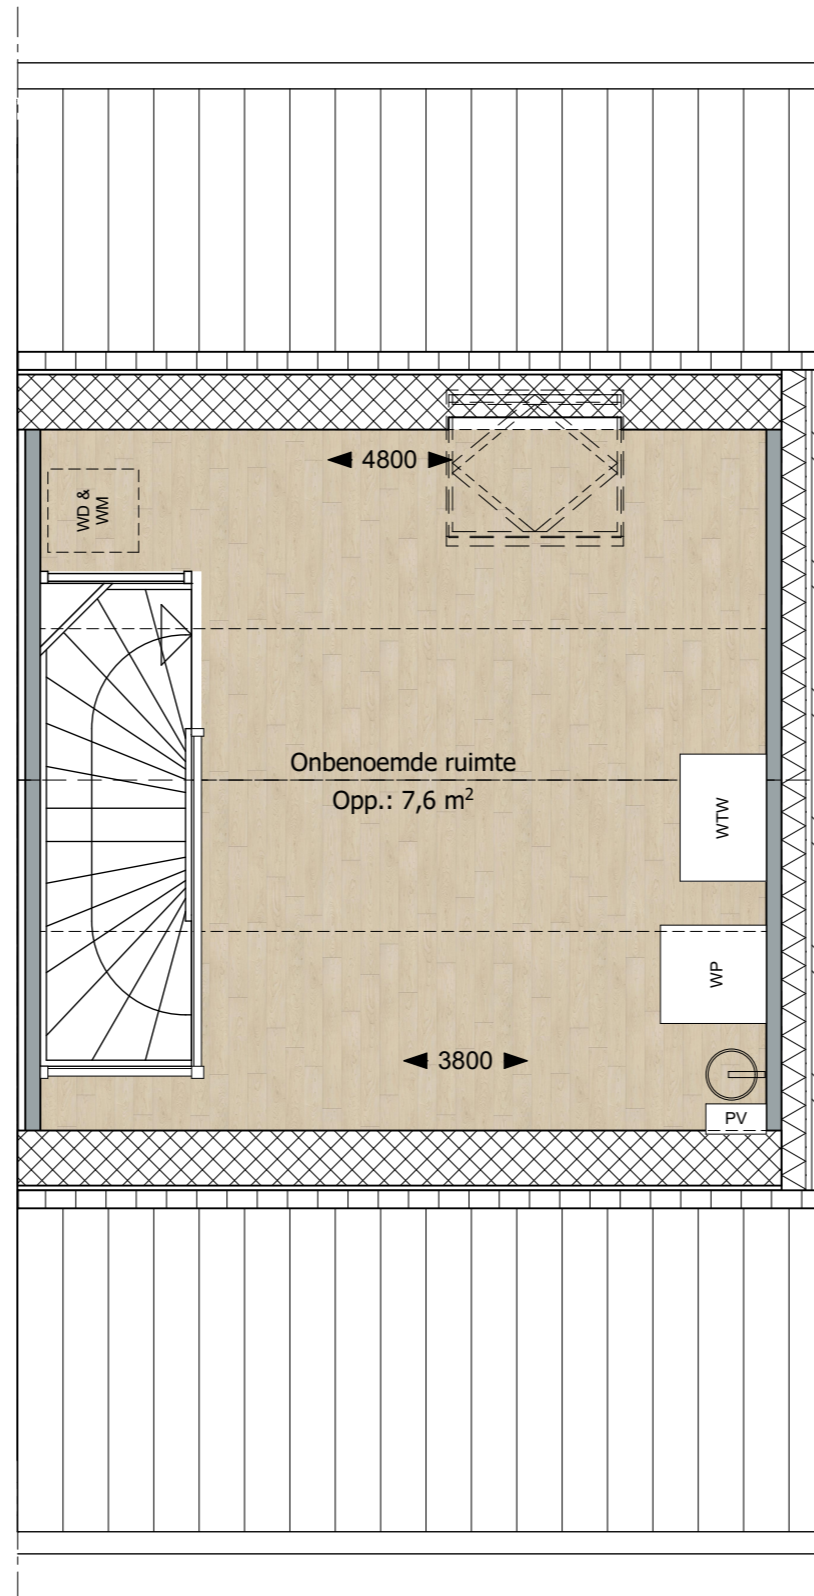 4800
WD &
WM
Onbenoemde ruimte
Opp.: 7,6 m²
WTW
WP
3800
PV